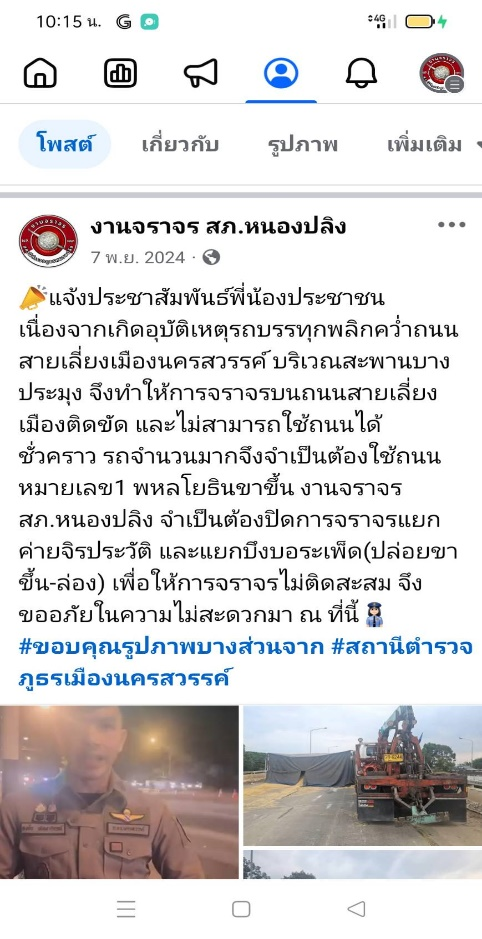 10:15 น.
4G
โพสต์ เกี่ยวกับ รูปภาพ เพิ่มเติม
งานจราจร สภ.หนองปลิง
7 พ.ย. 2024 ·
📣แจ้งประชาสัมพันธ์พี่น้องประชาชน
เนื่องจากเกิดอุบัติเหตุรถบรรทุกพลิกคว่ำถนน
สายเลี่ยงเมืองนครสวรรค์ บริเวณสะพานบาง
ประมุง จึงทำให้การจราจรบนถนนสายเลี่ยง
เมืองติดขัด และไม่สามารถใช้ถนนได้
ชั่วคราว รถจำนวนมากจึงจำเป็นต้องใช้ถนน
หมายเลข1 พหลโยธินขาขึ้น งานจราจร
สภ.หนองปลิง จำเป็นต้องปิดการจราจรแยก
ค่ายจิรประวัติ และแยกบึงบอระเพ็ด(ปล่อยขา
ขึ้น-ล่อง) เพื่อให้การจราจรไม่ติดสะสม จึง
ขออภัยในความไม่สะดวกมา ณ ที่นี้👮‍♀️
#ขอบคุณรูปภาพบางส่วนจาก #สถานีตำรวจ
ภูธรเมืองนครสวรรค์